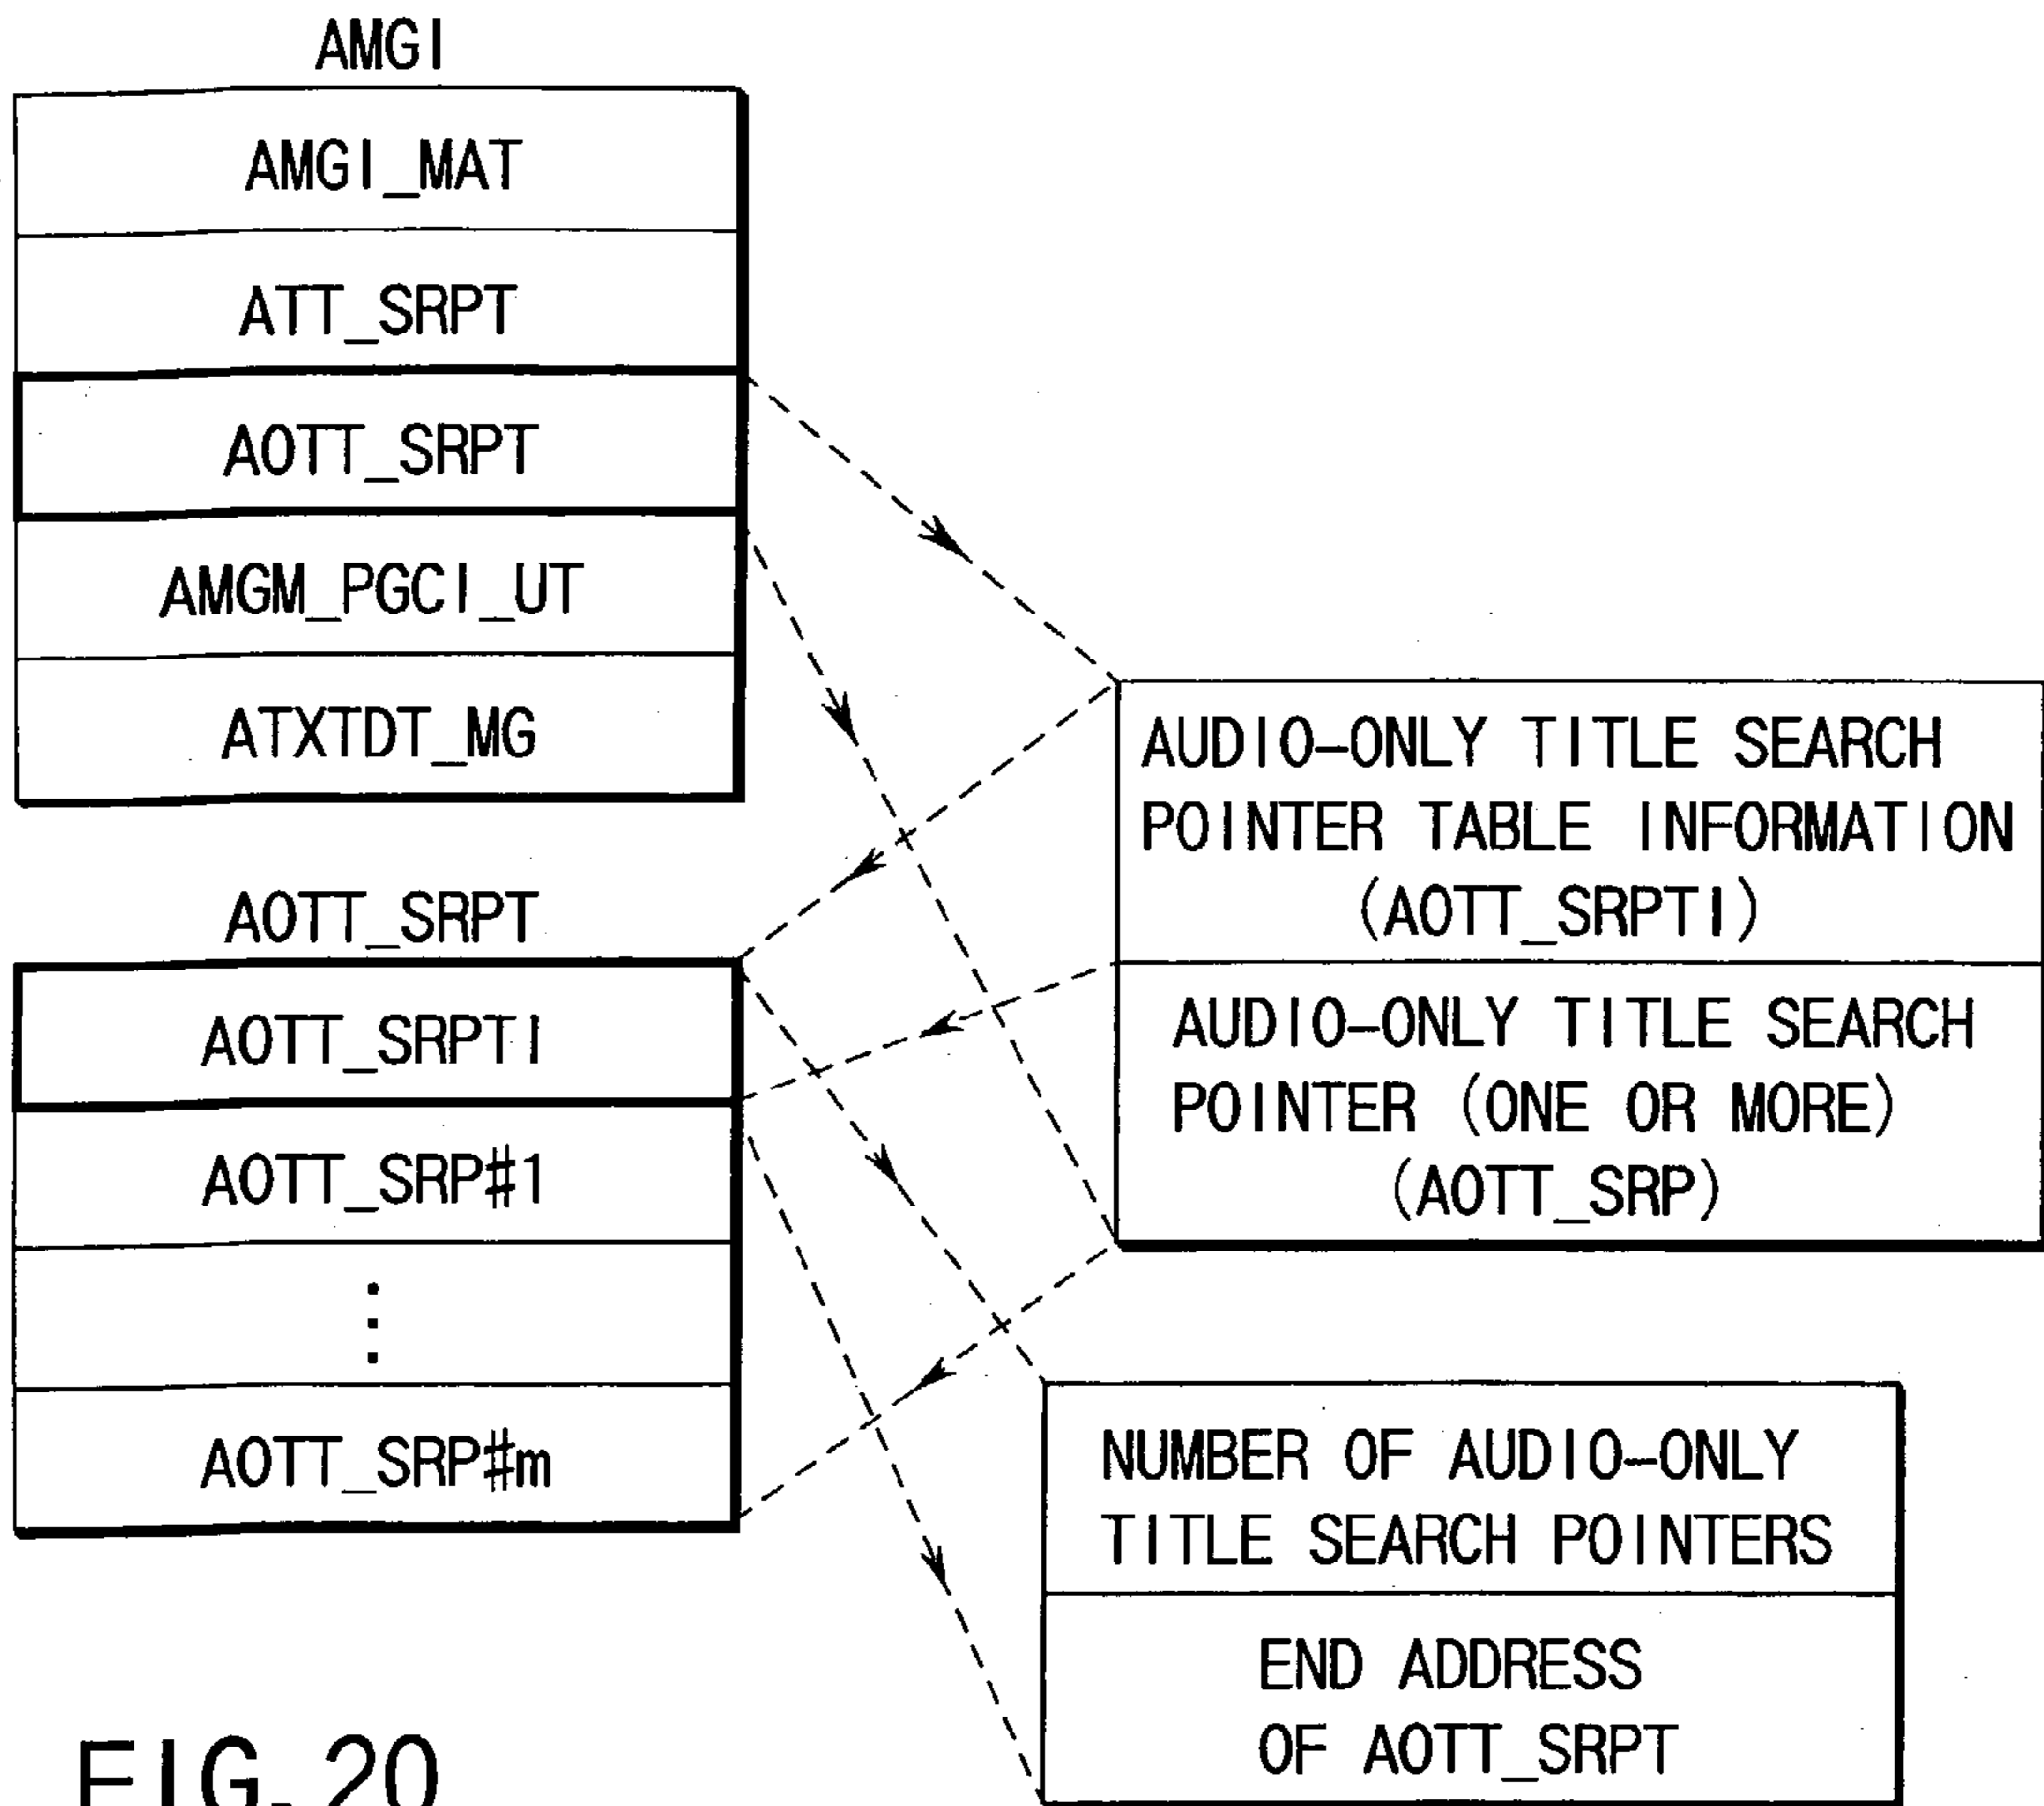 AMGI
AMGI_MAT
ATT_SRPT
AOTT_SRPT
AMGM_PGCI_UT
ATXTDT_MG
AOTT_SRPT
AOTT_SRPTI
AOTT_SRP#1
AOTT_SRP#m
AUDIO-ONLY TITLE SEARCH
POINTER TABLE INFORMATION
(AOTT_SRPTI)
AUDIO-ONLY TITLE SEARCH
POINTER (ONE OR MORE)
(AOTT_SRP)
NUMBER OF AUDIO-ONLY
TITLE SEARCH POINTERS
END ADDRESS
OF AOTT_SRPT
FIG. 20